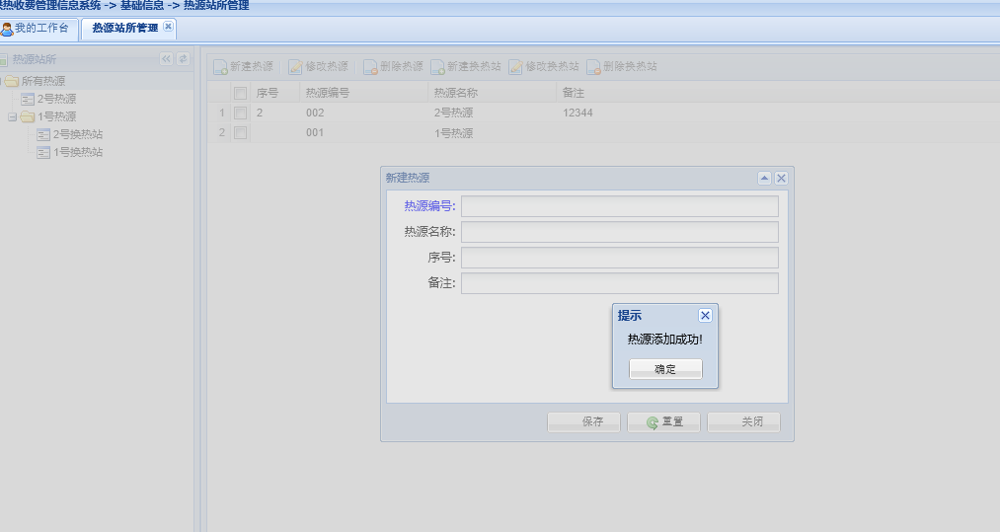 热收费管理信息系统 -> 基础信息 -> 热源站所管理
我的工作台 热源站所管理
热源站所
所有热源
2号热源
1号热源
2号换热站
1号换热站
新建热源 修改热源 删除热源 新建换热站 修改换热站 删除换热站
序号 热源编号 热源名称 备注
1 2 002 2号热源 12344
2 001 1号热源
新建热源
热源编号:
热源名称:
序号:
备注:
提示
热源添加成功!
确定
保存 重置 关闭